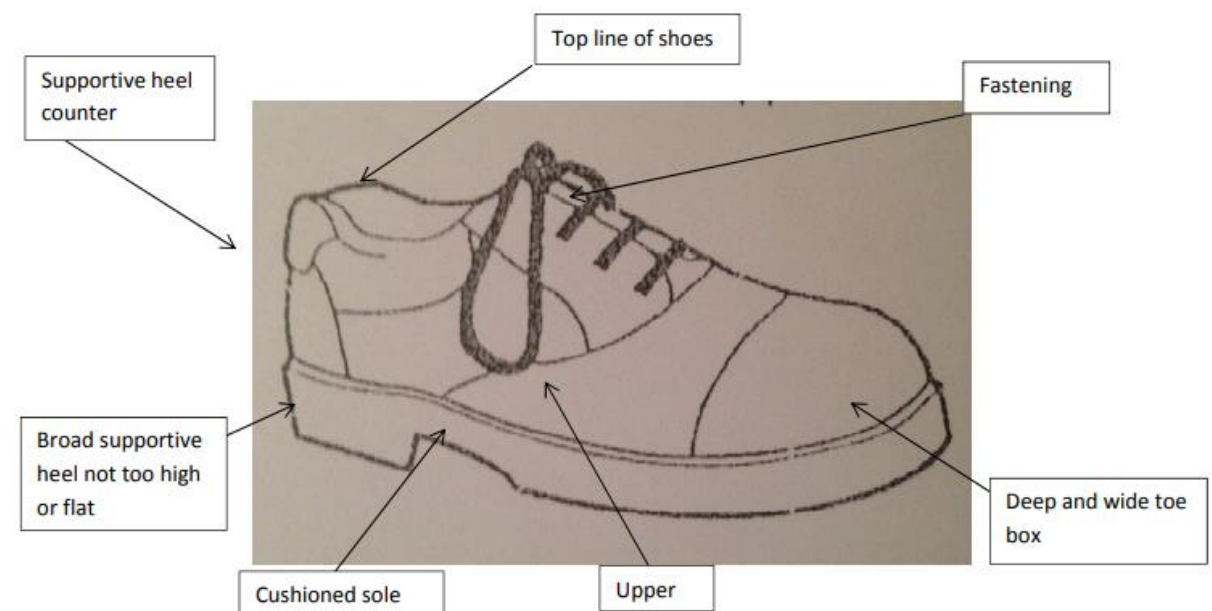 Top line of shoes
Supportive heel
counter
Fastening
Broad supportive
heel not too high
or flat
Deep and wide toe
box
Cushioned sole
Upper